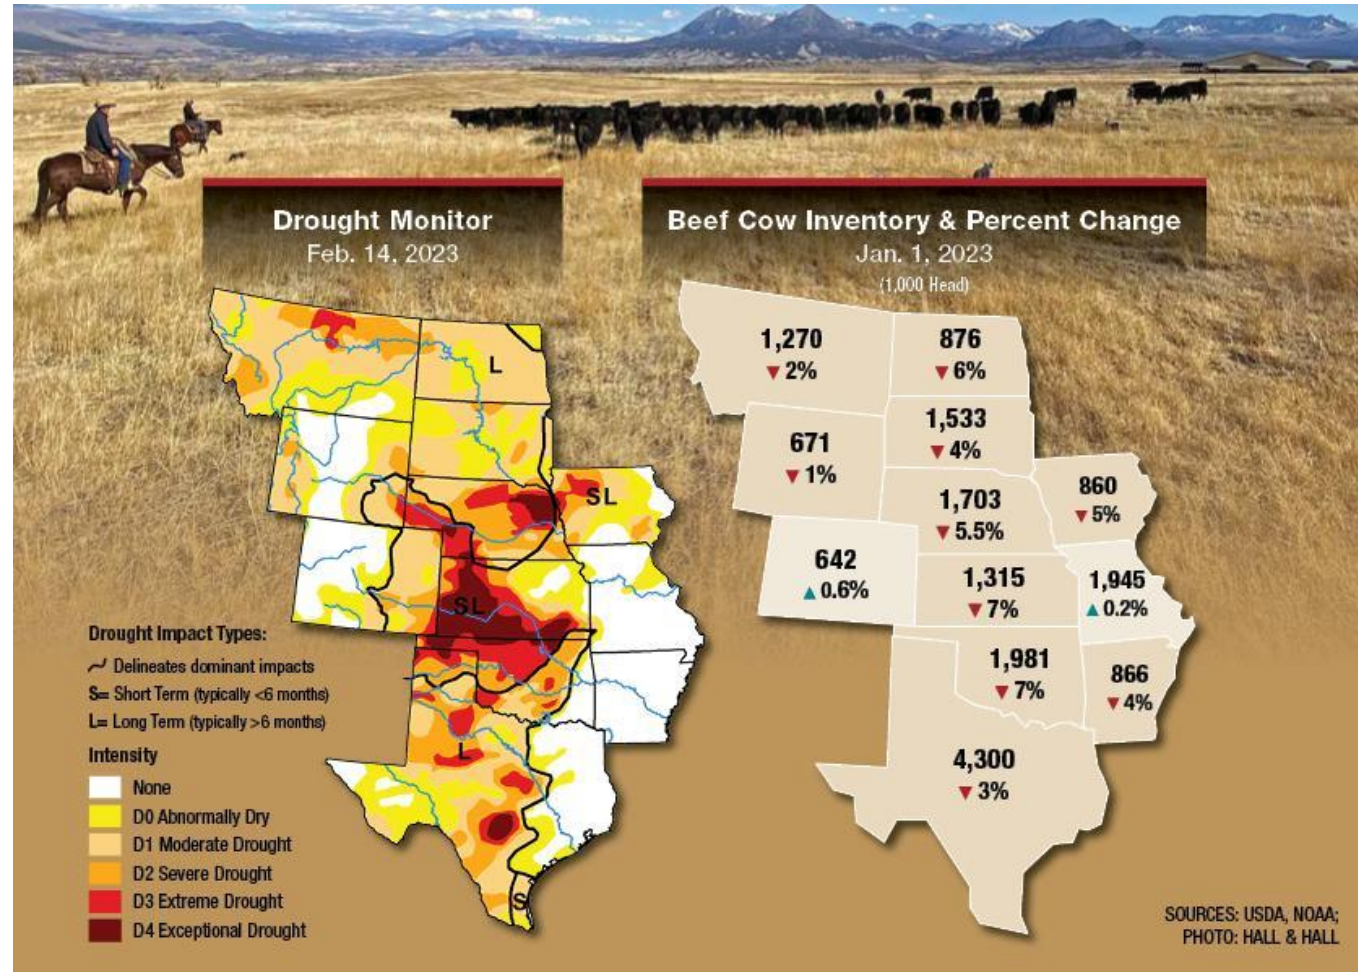 Drought Monitor
Feb. 14, 2023
Beef Cow Inventory & Percent Change
Jan. 1, 2023
(1,000 Head)
L
SL
SL
L
S
1,270
▼ 2%
876
▼ 6%
671
▼ 1%
1,533
▼ 4%
1,703
▼ 5.5%
860
▼ 5%
642
▲ 0.6%
1,315
▼ 7%
1,945
▲ 0.2%
1,981
▼ 7%
866
▼ 4%
4,300
▼ 3%
Drought Impact Types:
Delineates dominant impacts
S= Short Term (typically <6 months)
L= Long Term (typically >6 months)
Intensity
None
D0 Abnormally Dry
D1 Moderate Drought
D2 Severe Drought
D3 Extreme Drought
D4 Exceptional Drought
SOURCES: USDA, NOAA;
PHOTO: HALL & HALL